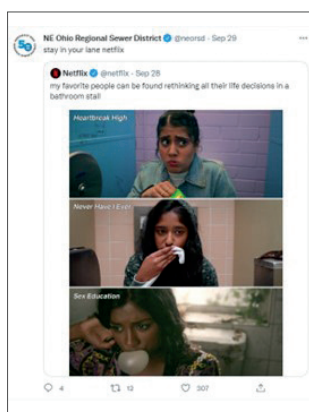 NE Ohio Regional Sewer District @neorsd · Sep 29
stay in your lane netflix
Netflix @netflix · Sep 28
my favorite people can be found rethinking all their life decisions in a
bathroom stall
Heartbreak High
Never Have I Ever
Sex Education
4 12 307